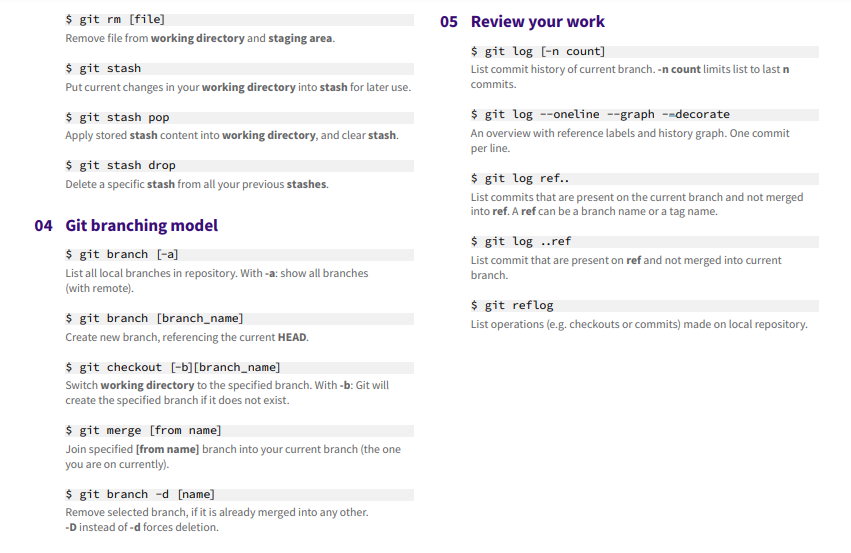 $ git rm [file]
Remove file from working directory and staging area.
$ git stash
Put current changes in your working directory into stash for later use.
$ git stash pop
Apply stored stash content into working directory, and clear stash.
$ git stash drop
Delete a specific stash from all your previous stashes.
04 Git branching model
$ git branch [-a]
List all local branches in repository. With -a: show all branches
(with remote).
$ git branch [branch_name]
Create new branch, referencing the current HEAD.
$ git checkout [-b][branch_name]
Switch working directory to the specified branch. With -b: Git will
create the specified branch if it does not exist.
$ git merge [from name]
Join specified [from name] branch into your current branch (the one
you are on currently).
$ git branch -d [name]
Remove selected branch, if it is already merged into any other.
-D instead of -d forces deletion.
05 Review your work
$ git log [-n count]
List commit history of current branch. -n count limits list to last n
commits.
$ git log --oneline --graph --decorate
An overview with reference labels and history graph. One commit
per line.
$ git log ref..
List commits that are present on the current branch and not merged
into ref. A ref can be a branch name or a tag name.
$ git log ..ref
List commit that are present on ref and not merged into current
branch.
$ git reflog
List operations (e.g. checkouts or commits) made on local repository.